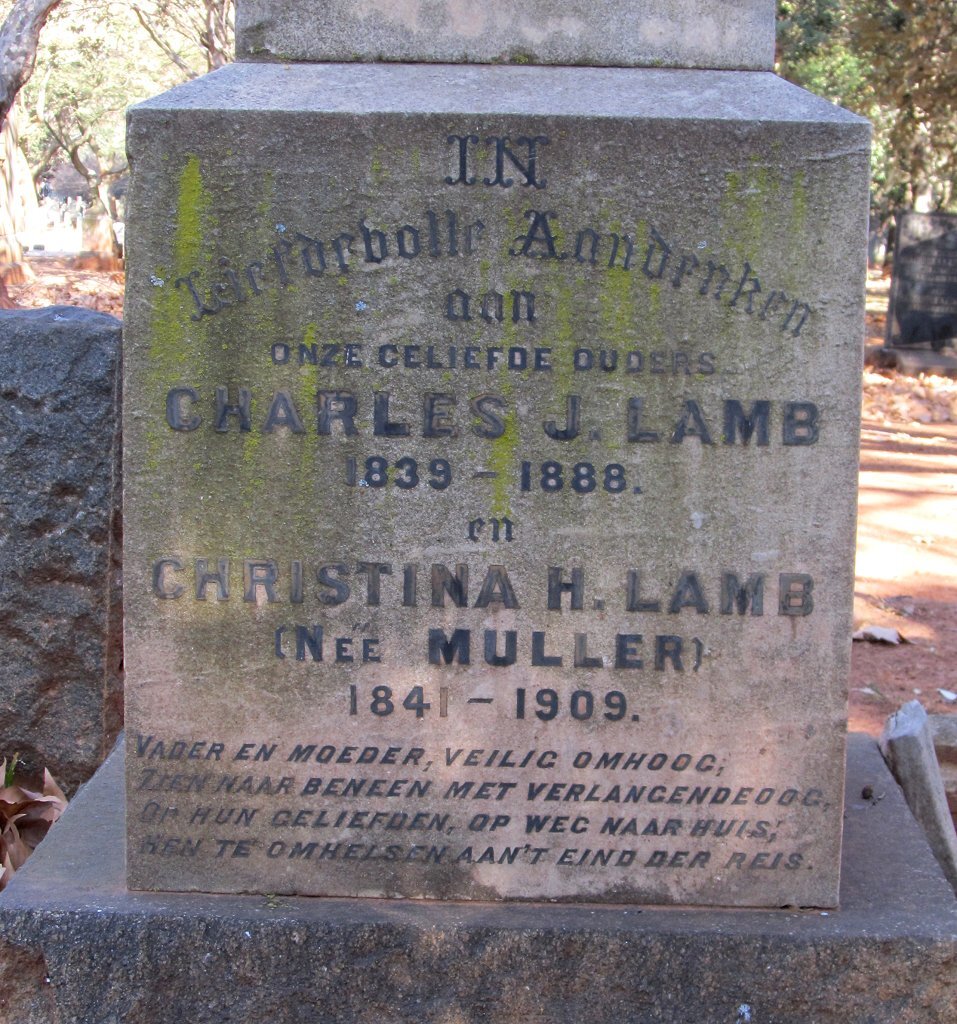 IN
Liefdevolle Aandenken
aan
ONZE GELIEFDE OUDERS
CHARLES J. LAMB
1839 – 1888.
en
CHRISTINA H. LAMB
(NÉE MULLER)
1841 – 1909.
VADER EN MOEDER, VEILIG OMHOOG;
ZIEN NAAR BENEEN MET VERLANGENDEOOG,
OP HUN GELIEFDEN, OP WEG NAAR HUIS;
HEN TE OMHELSEN AAN'T EIND DER REIS.